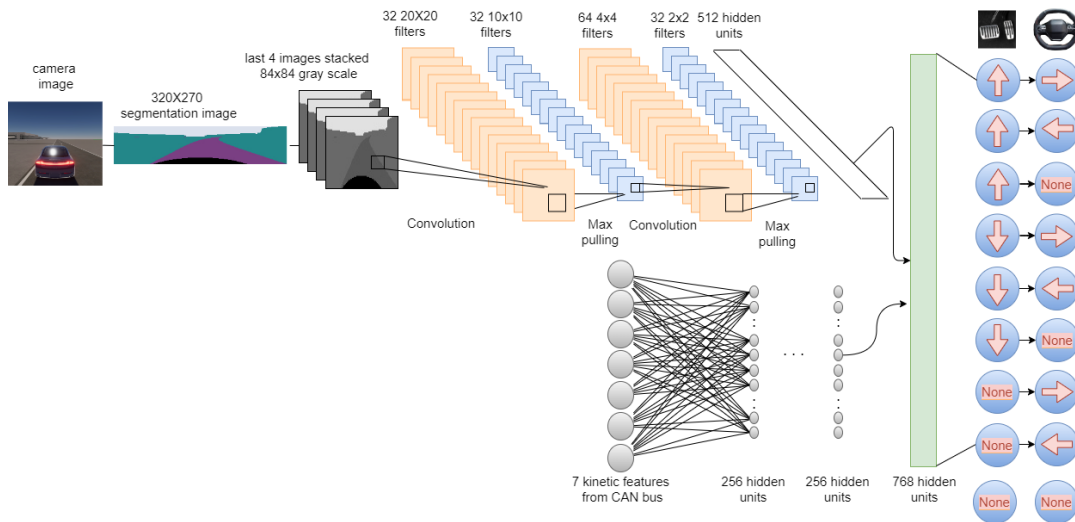 camera
image
320X270
segmentation image
last 4 images stacked
84x84 gray scale
32 20X20
filters
32 10x10
filters
64 4x4
filters
32 2x2
filters
512 hidden
units
Convolution
Max
pulling
Convolution
Max
pulling
7 kinetic features
from CAN bus
256 hidden
units
. . .
256 hidden
units
768 hidden
units
None
None
None
None
None None